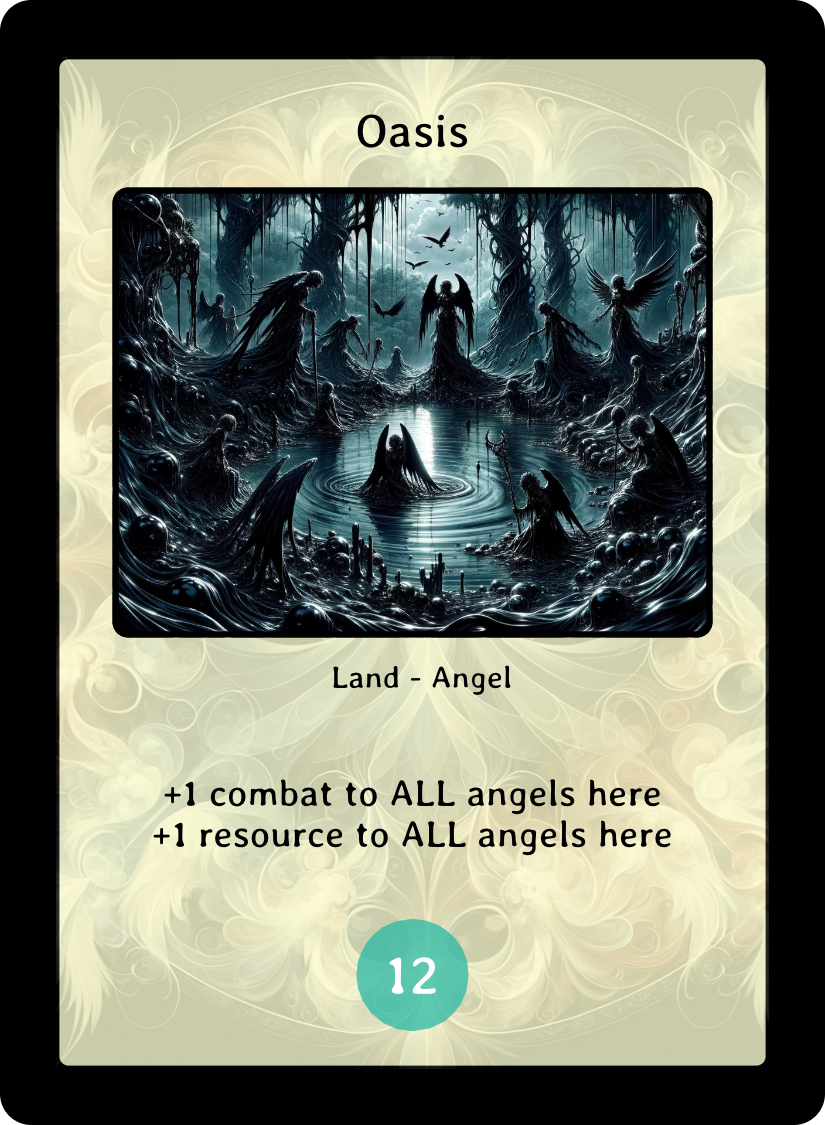 Oasis
Land - Angel
+1 combat to ALL angels here
+1 resource to ALL angels here
12